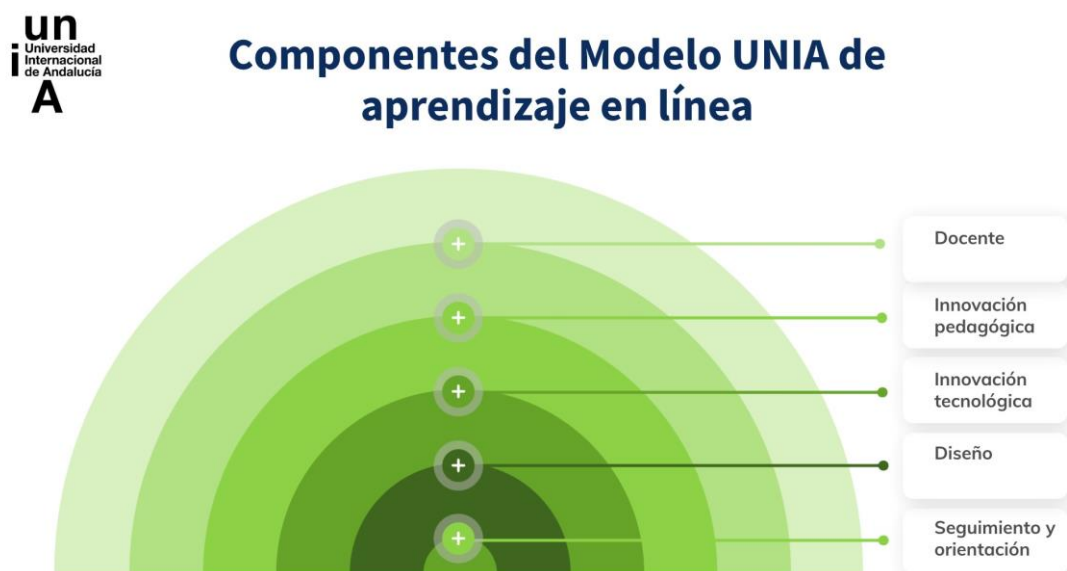 un
i Universidad
Internacional
de Andalucía
A
Componentes del Modelo UNIA de
aprendizaje en línea
Docente
Innovación
pedagógica
Innovación
tecnológica
Diseño
Seguimiento y
orientación